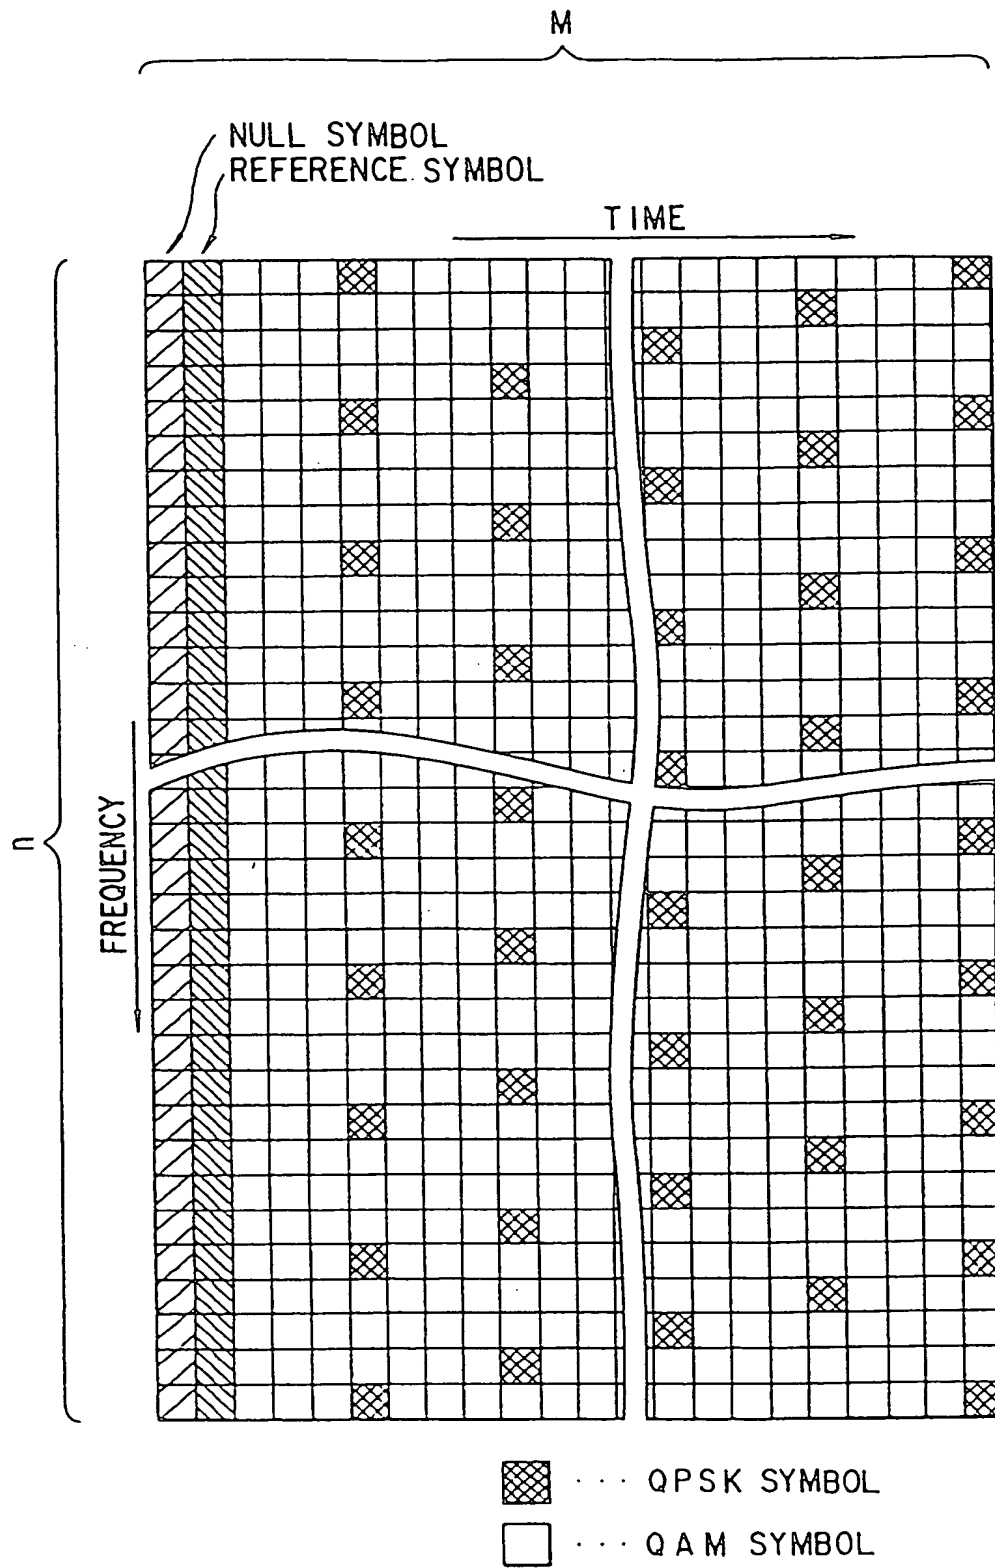 M
NULL SYMBOL
REFERENCE SYMBOL
TIME
n
FREQUENCY
··· QPSK SYMBOL
··· QAM SYMBOL